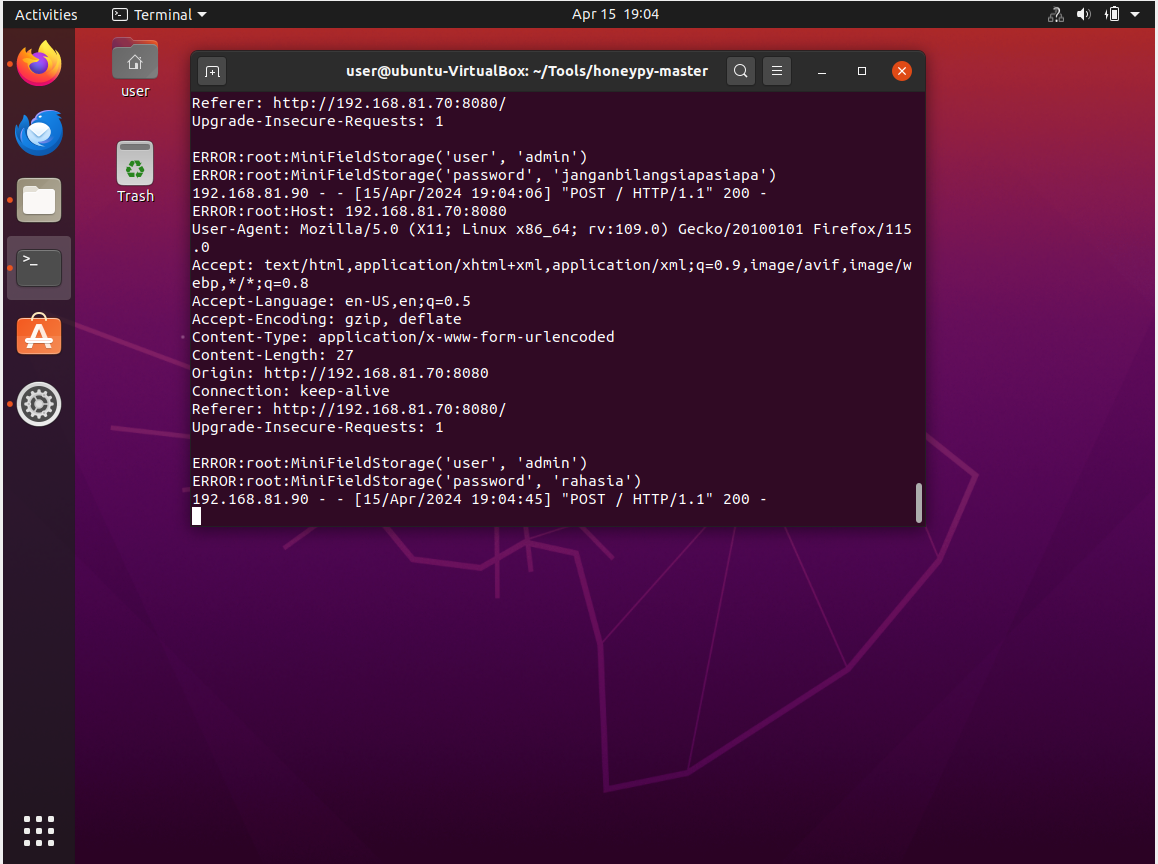 Activities
Terminal
Apr 15 19:04
user
Trash
user@ubuntu-VirtualBox: ~/Tools/honeypy-master
Referer: http://192.168.81.70:8080/
Upgrade-Insecure-Requests: 1
ERROR:root:MiniFieldStorage('user', 'admin')
ERROR:root:MiniFieldStorage('password', 'janganbilangsiapasiapa')
192.168.81.90 - - [15/Apr/2024 19:04:06] "POST / HTTP/1.1" 200 -
ERROR:root:Host: 192.168.81.70:8080
User-Agent: Mozilla/5.0 (X11; Linux x86_64; rv:109.0) Gecko/20100101 Firefox/115
.0
Accept: text/html,application/xhtml+xml,application/xml;q=0.9,image/avif,image/w
ebp,*/*;q=0.8
Accept-Language: en-US,en;q=0.5
Accept-Encoding: gzip, deflate
Content-Type: application/x-www-form-urlencoded
Content-Length: 27
Origin: http://192.168.81.70:8080
Connection: keep-alive
Referer: http://192.168.81.70:8080/
Upgrade-Insecure-Requests: 1
ERROR:root:MiniFieldStorage('user', 'admin')
ERROR:root:MiniFieldStorage('password', 'rahasia')
192.168.81.90 - - [15/Apr/2024 19:04:45] "POST / HTTP/1.1" 200 -